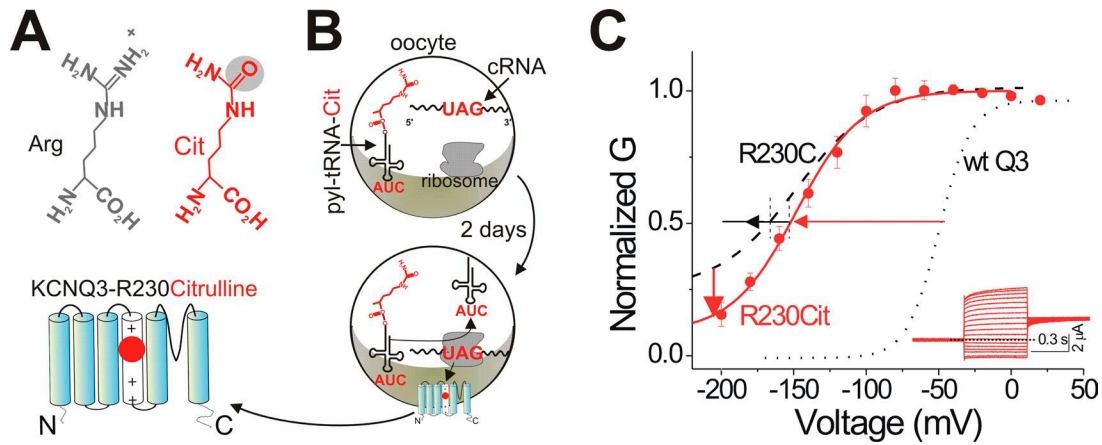 A
H₂N
+
NH₂
NH
Arg
H₂N
CO₂H
H₂N
O
NH
Cit
H₂N
CO₂H
KCNQ3-R230Citrulline
+
+
+
N
C
B
oocyte
cRNA
pyl-tRNA-Cit
UAG
5'
3'
AUC
ribosome
2 days
AUC
AUC
UAG
N
C
C
Normalized G
1.0
0.5
0.0
R230C
wt Q3
R230Cit
0.3 s
2 µA
-200
-150
-100
-50
0
50
Voltage (mV)